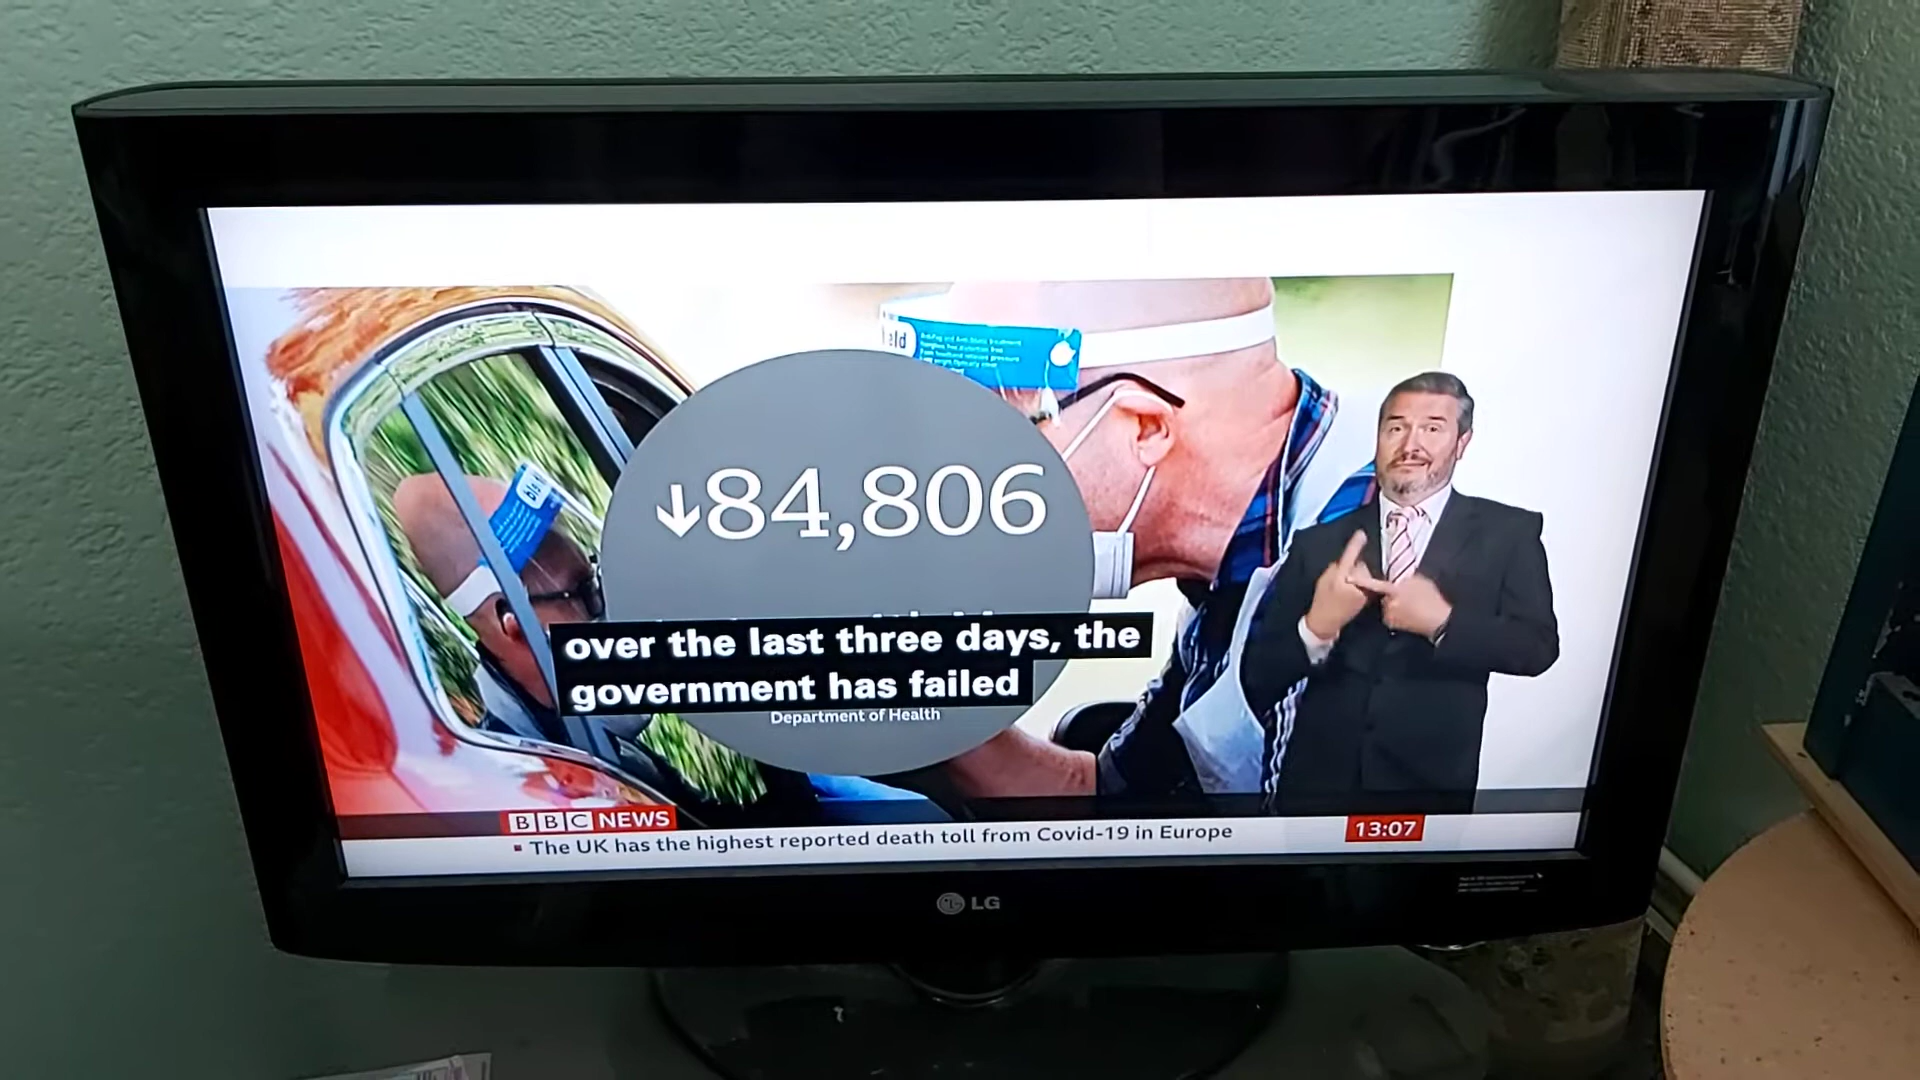 eld
↓84,806
over the last three days, the
government has failed
Department of Health
BBC NEWS
▪ The UK has the highest reported death toll from Covid-19 in Europe
13:07
LG